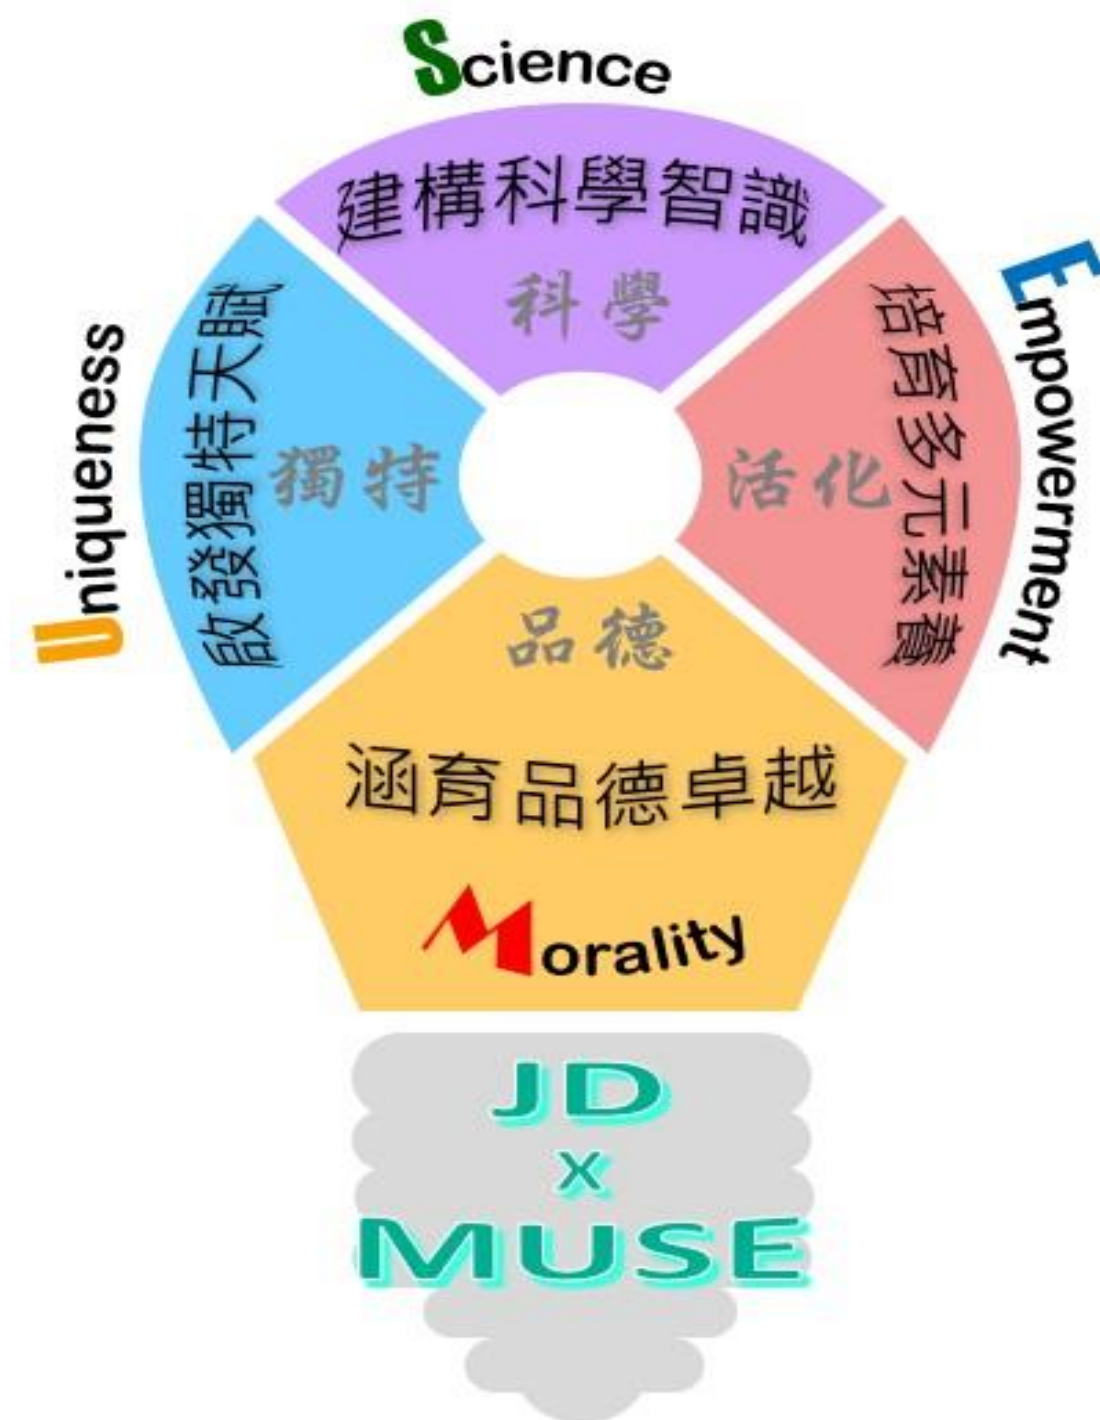 Science
建構科學智識
科學
Uniqueness
啟發獨特天賦
獨特
Empowerment
培育多元素養
活化
品德
涵育品德卓越
Morality
JD
x
MUSE